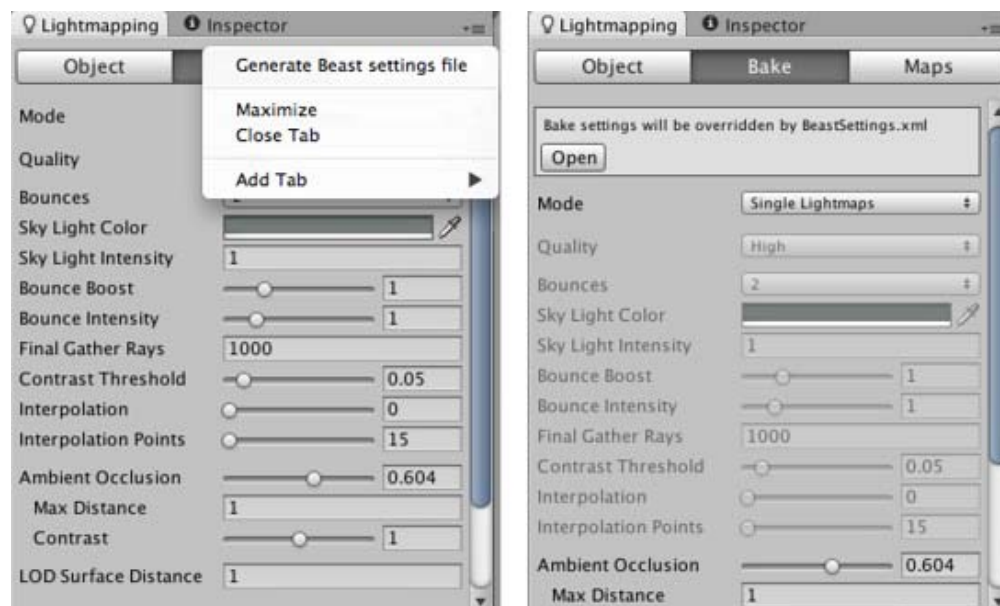 Lightmapping Inspector
Object
Generate Beast settings file
Maximize
Close Tab
Add Tab
Mode
Quality
Bounces
Sky Light Color
Sky Light Intensity 1
Bounce Boost 1
Bounce Intensity 1
Final Gather Rays 1000
Contrast Threshold 0.05
Interpolation 0
Interpolation Points 15
Ambient Occlusion 0.604
Max Distance 1
Contrast 1
LOD Surface Distance 1
Lightmapping Inspector
Object Bake Maps
Bake settings will be overridden by BeastSettings.xml
Open
Mode Single Lightmaps
Quality High
Bounces 2
Sky Light Color
Sky Light Intensity 1
Bounce Boost 1
Bounce Intensity 1
Final Gather Rays 1000
Contrast Threshold 0.05
Interpolation 0
Interpolation Points 15
Ambient Occlusion 0.604
Max Distance 1